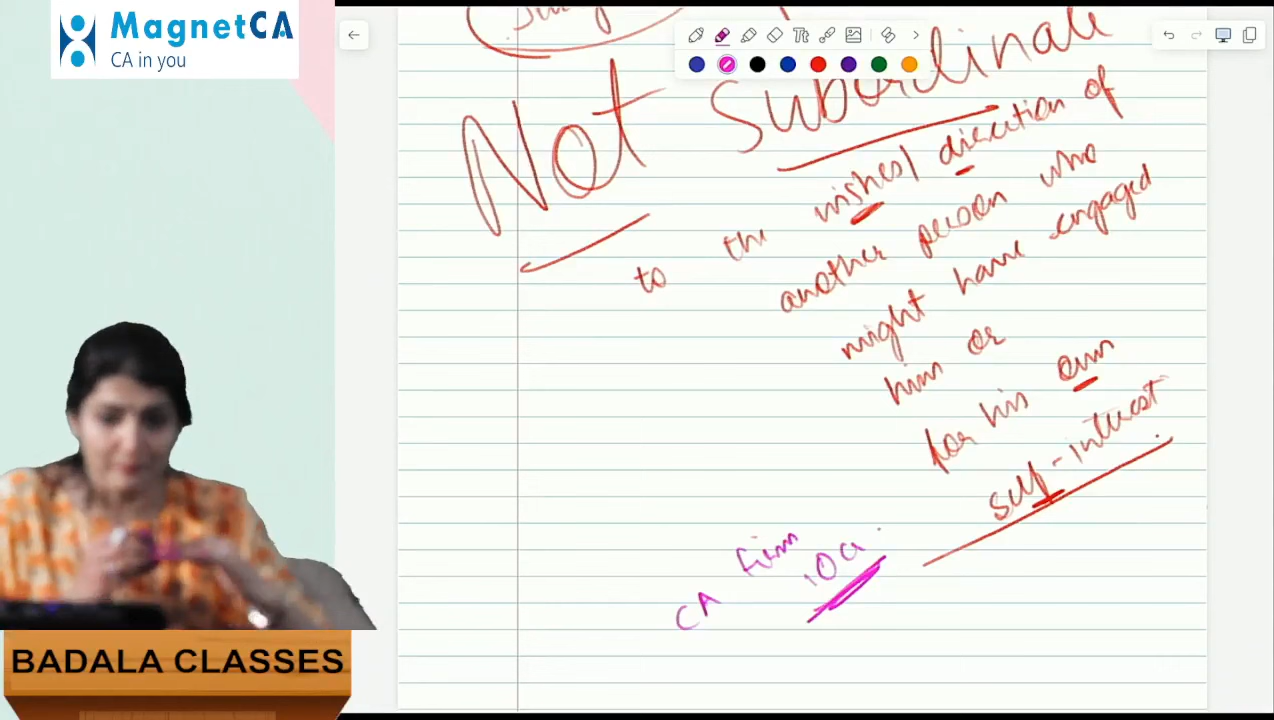 MagnetCA
CA in you
Not Subordinate
to the wishes/ direction of
another person who
might have engaged
him or
for his own
self-interest
CA firm
BADALA CLASSES